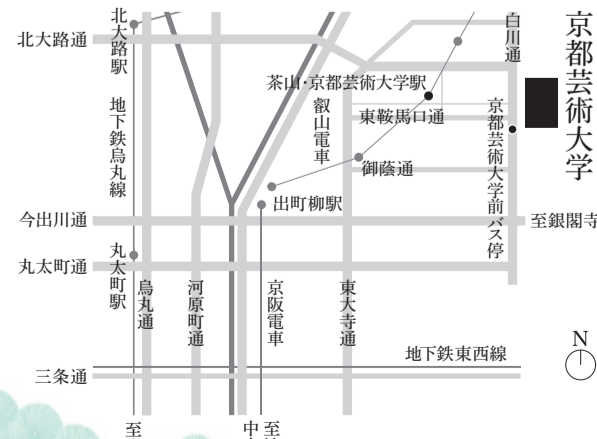 京都芸術大学
白川通
北大路駅
北大路通
茶山・京都芸術大学駅
地下鉄烏丸線
叡山電車
東鞍馬口通
京都芸術大学前バス停
御蔭通
出町柳駅
今出川通
至銀閣寺
丸太町駅
丸太町通
烏丸通
河原町通
京阪電車
東大寺通
地下鉄東西線
三条通
N
至
中
至